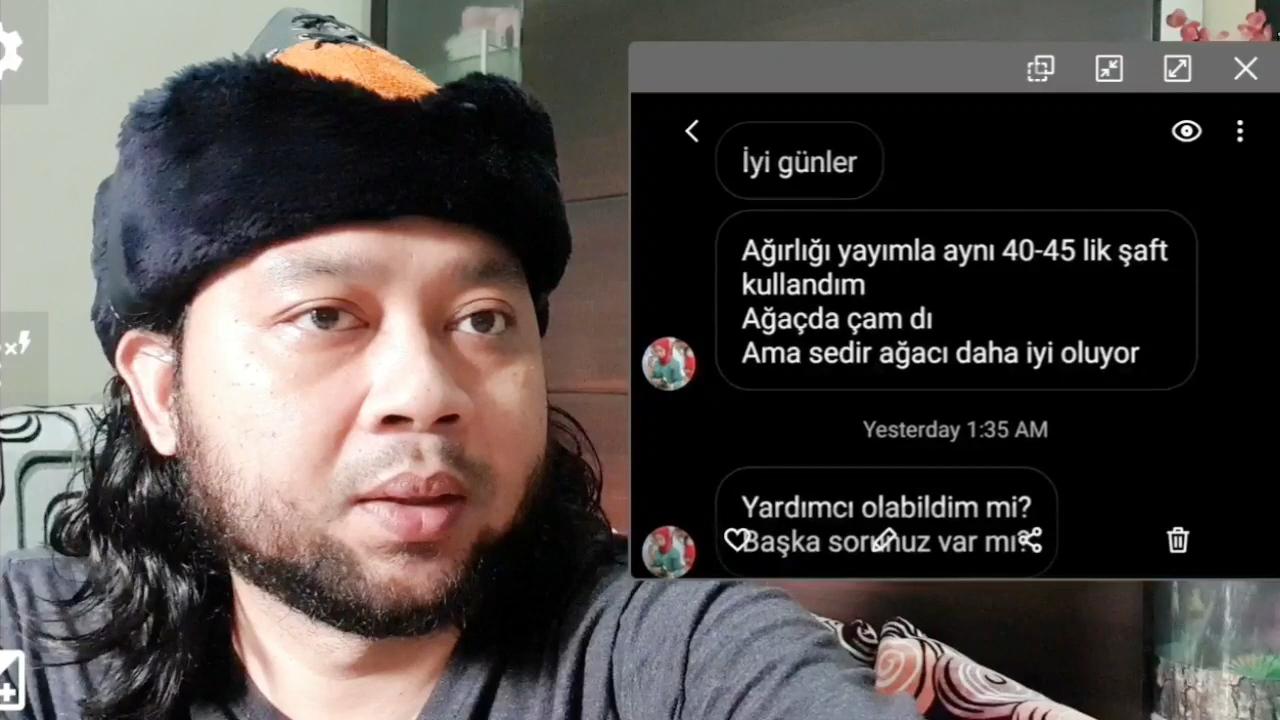 İyi günler
Ağırlığı yayımla aynı 40-45 lik şaft
kullandım
Ağaçda çam dı
Ama sedir ağacı daha iyi oluyor
Yesterday 1:35 AM
Yardımcı olabildim mi?
Başka sorunuz var mı?